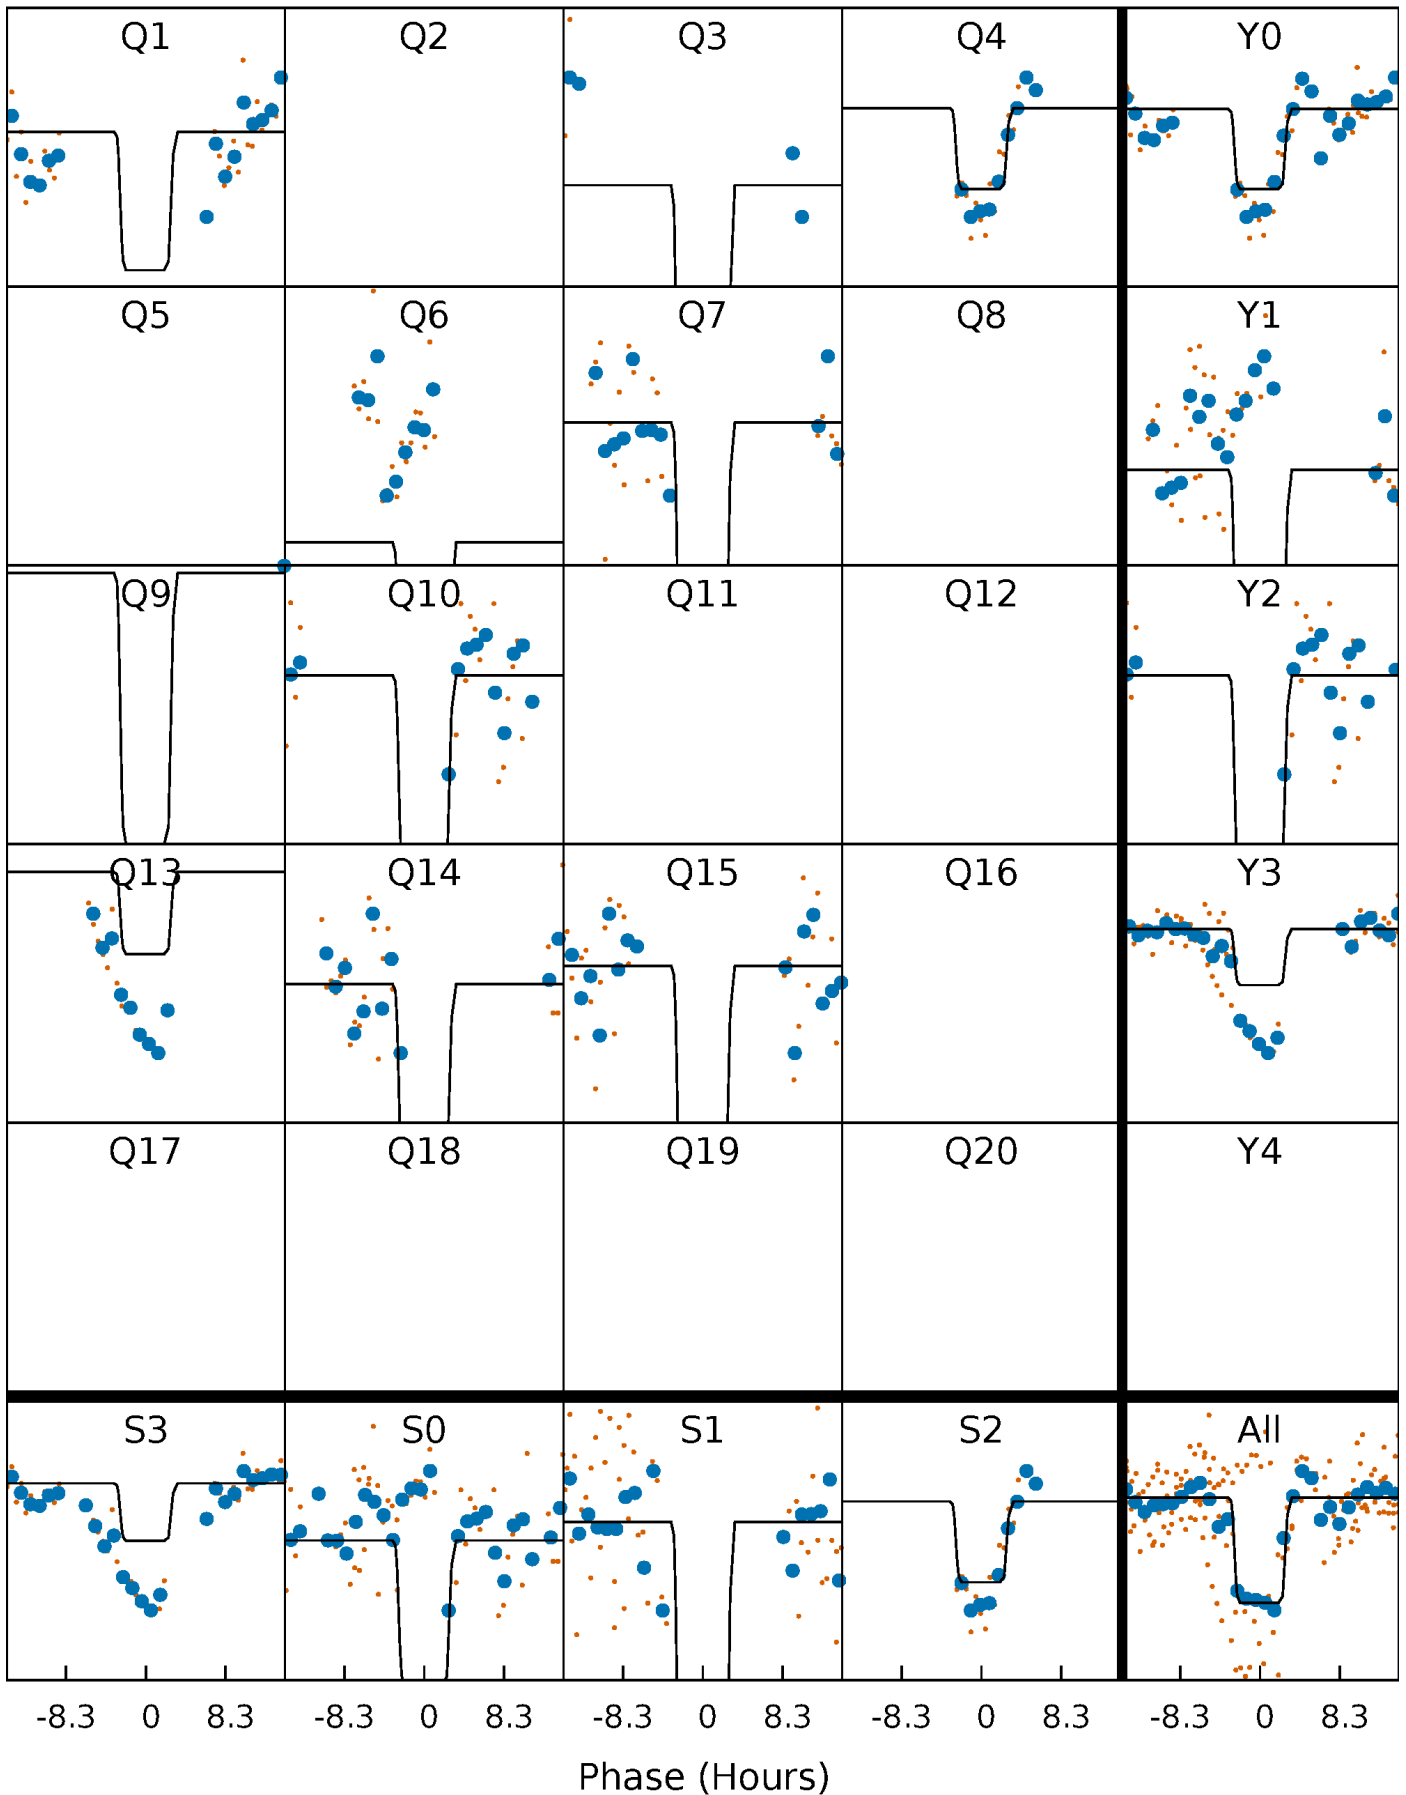 Q1 Q2 Q3 Q4 Y0
Q5 Q6 Q7 Q8 Y1
Q9 Q10 Q11 Q12 Y2
Q13 Q14 Q15 Q16 Y3
Q17 Q18 Q19 Q20 Y4
S3 S0 S1 S2 All
-8.3 0 8.3 -8.3 0 8.3 -8.3 0 8.3 -8.3 0 8.3 -8.3 0 8.3
Phase (Hours)